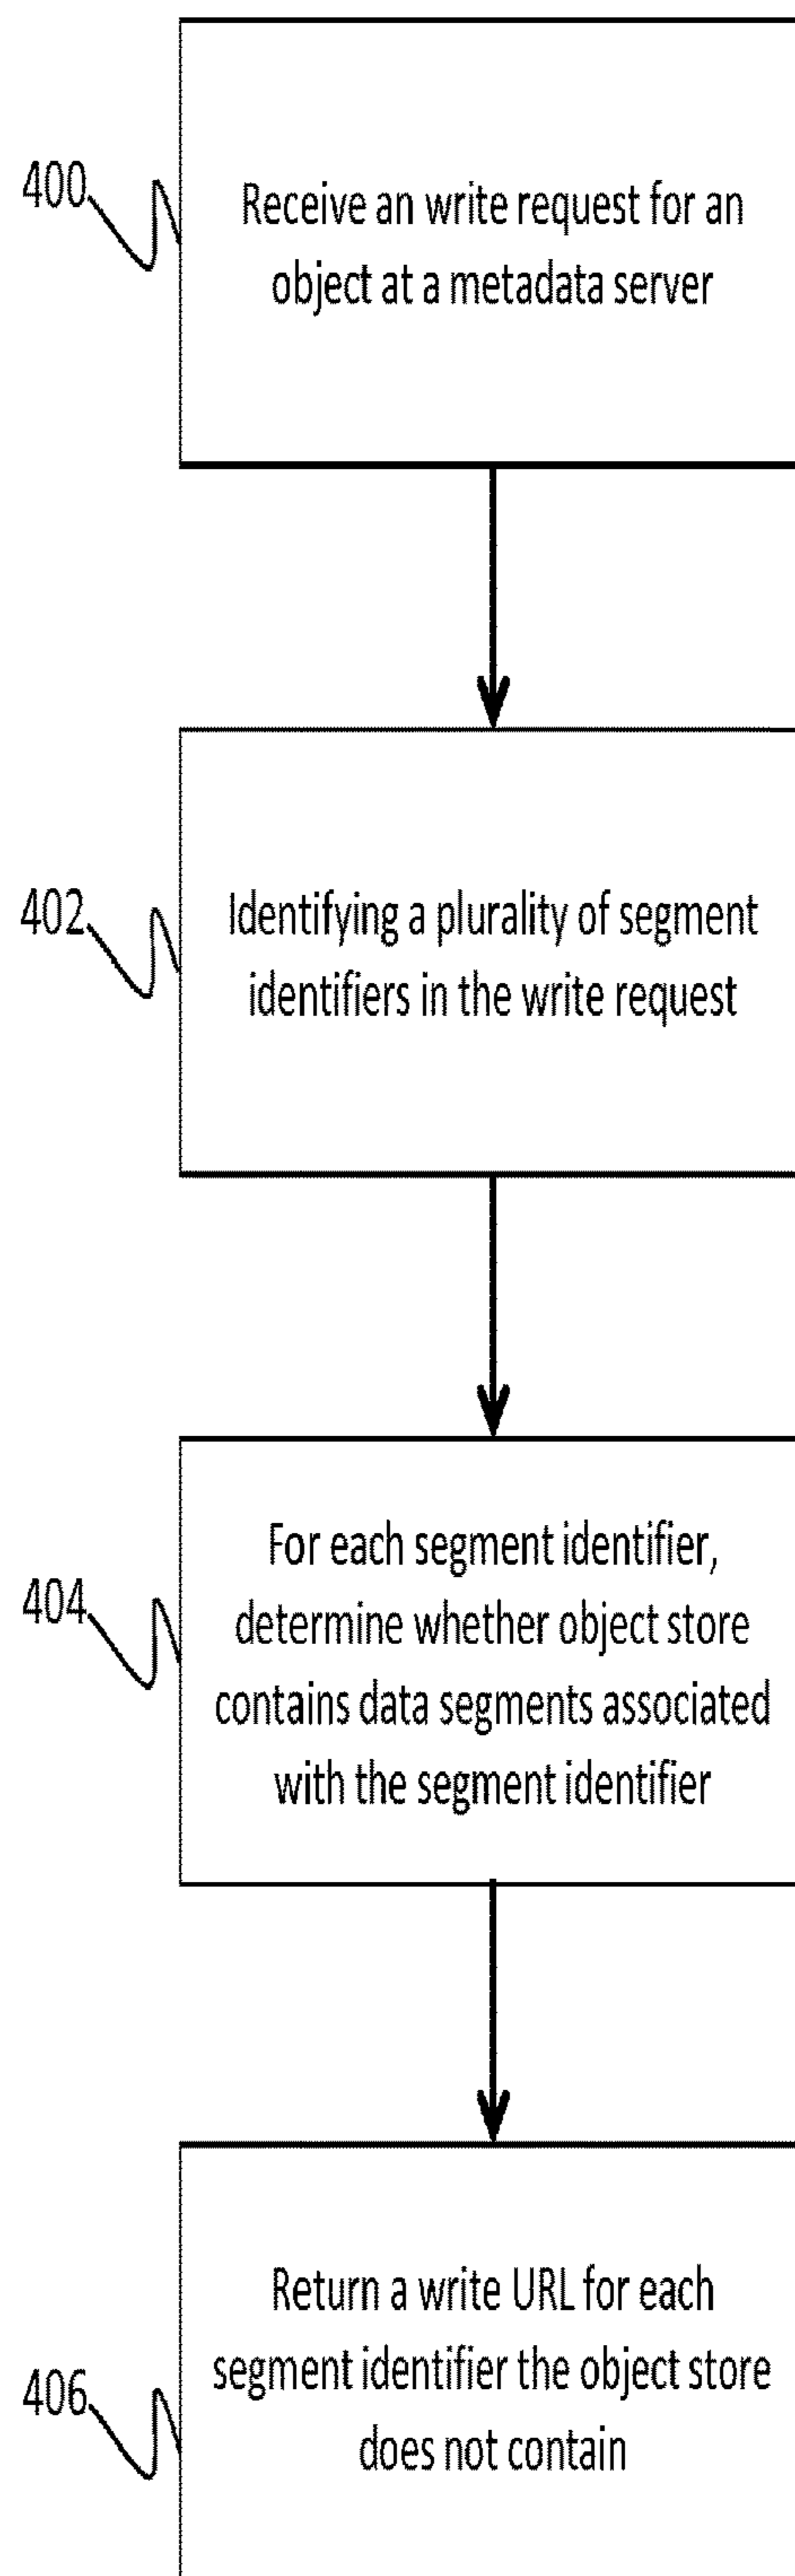 400
Receive an write request for an
object at a metadata server
402
Identifying a plurality of segment
identifiers in the write request
404
For each segment identifier,
determine whether object store
contains data segments associated
with the segment identifier
406
Return a write URL for each
segment identifier the object store
does not contain